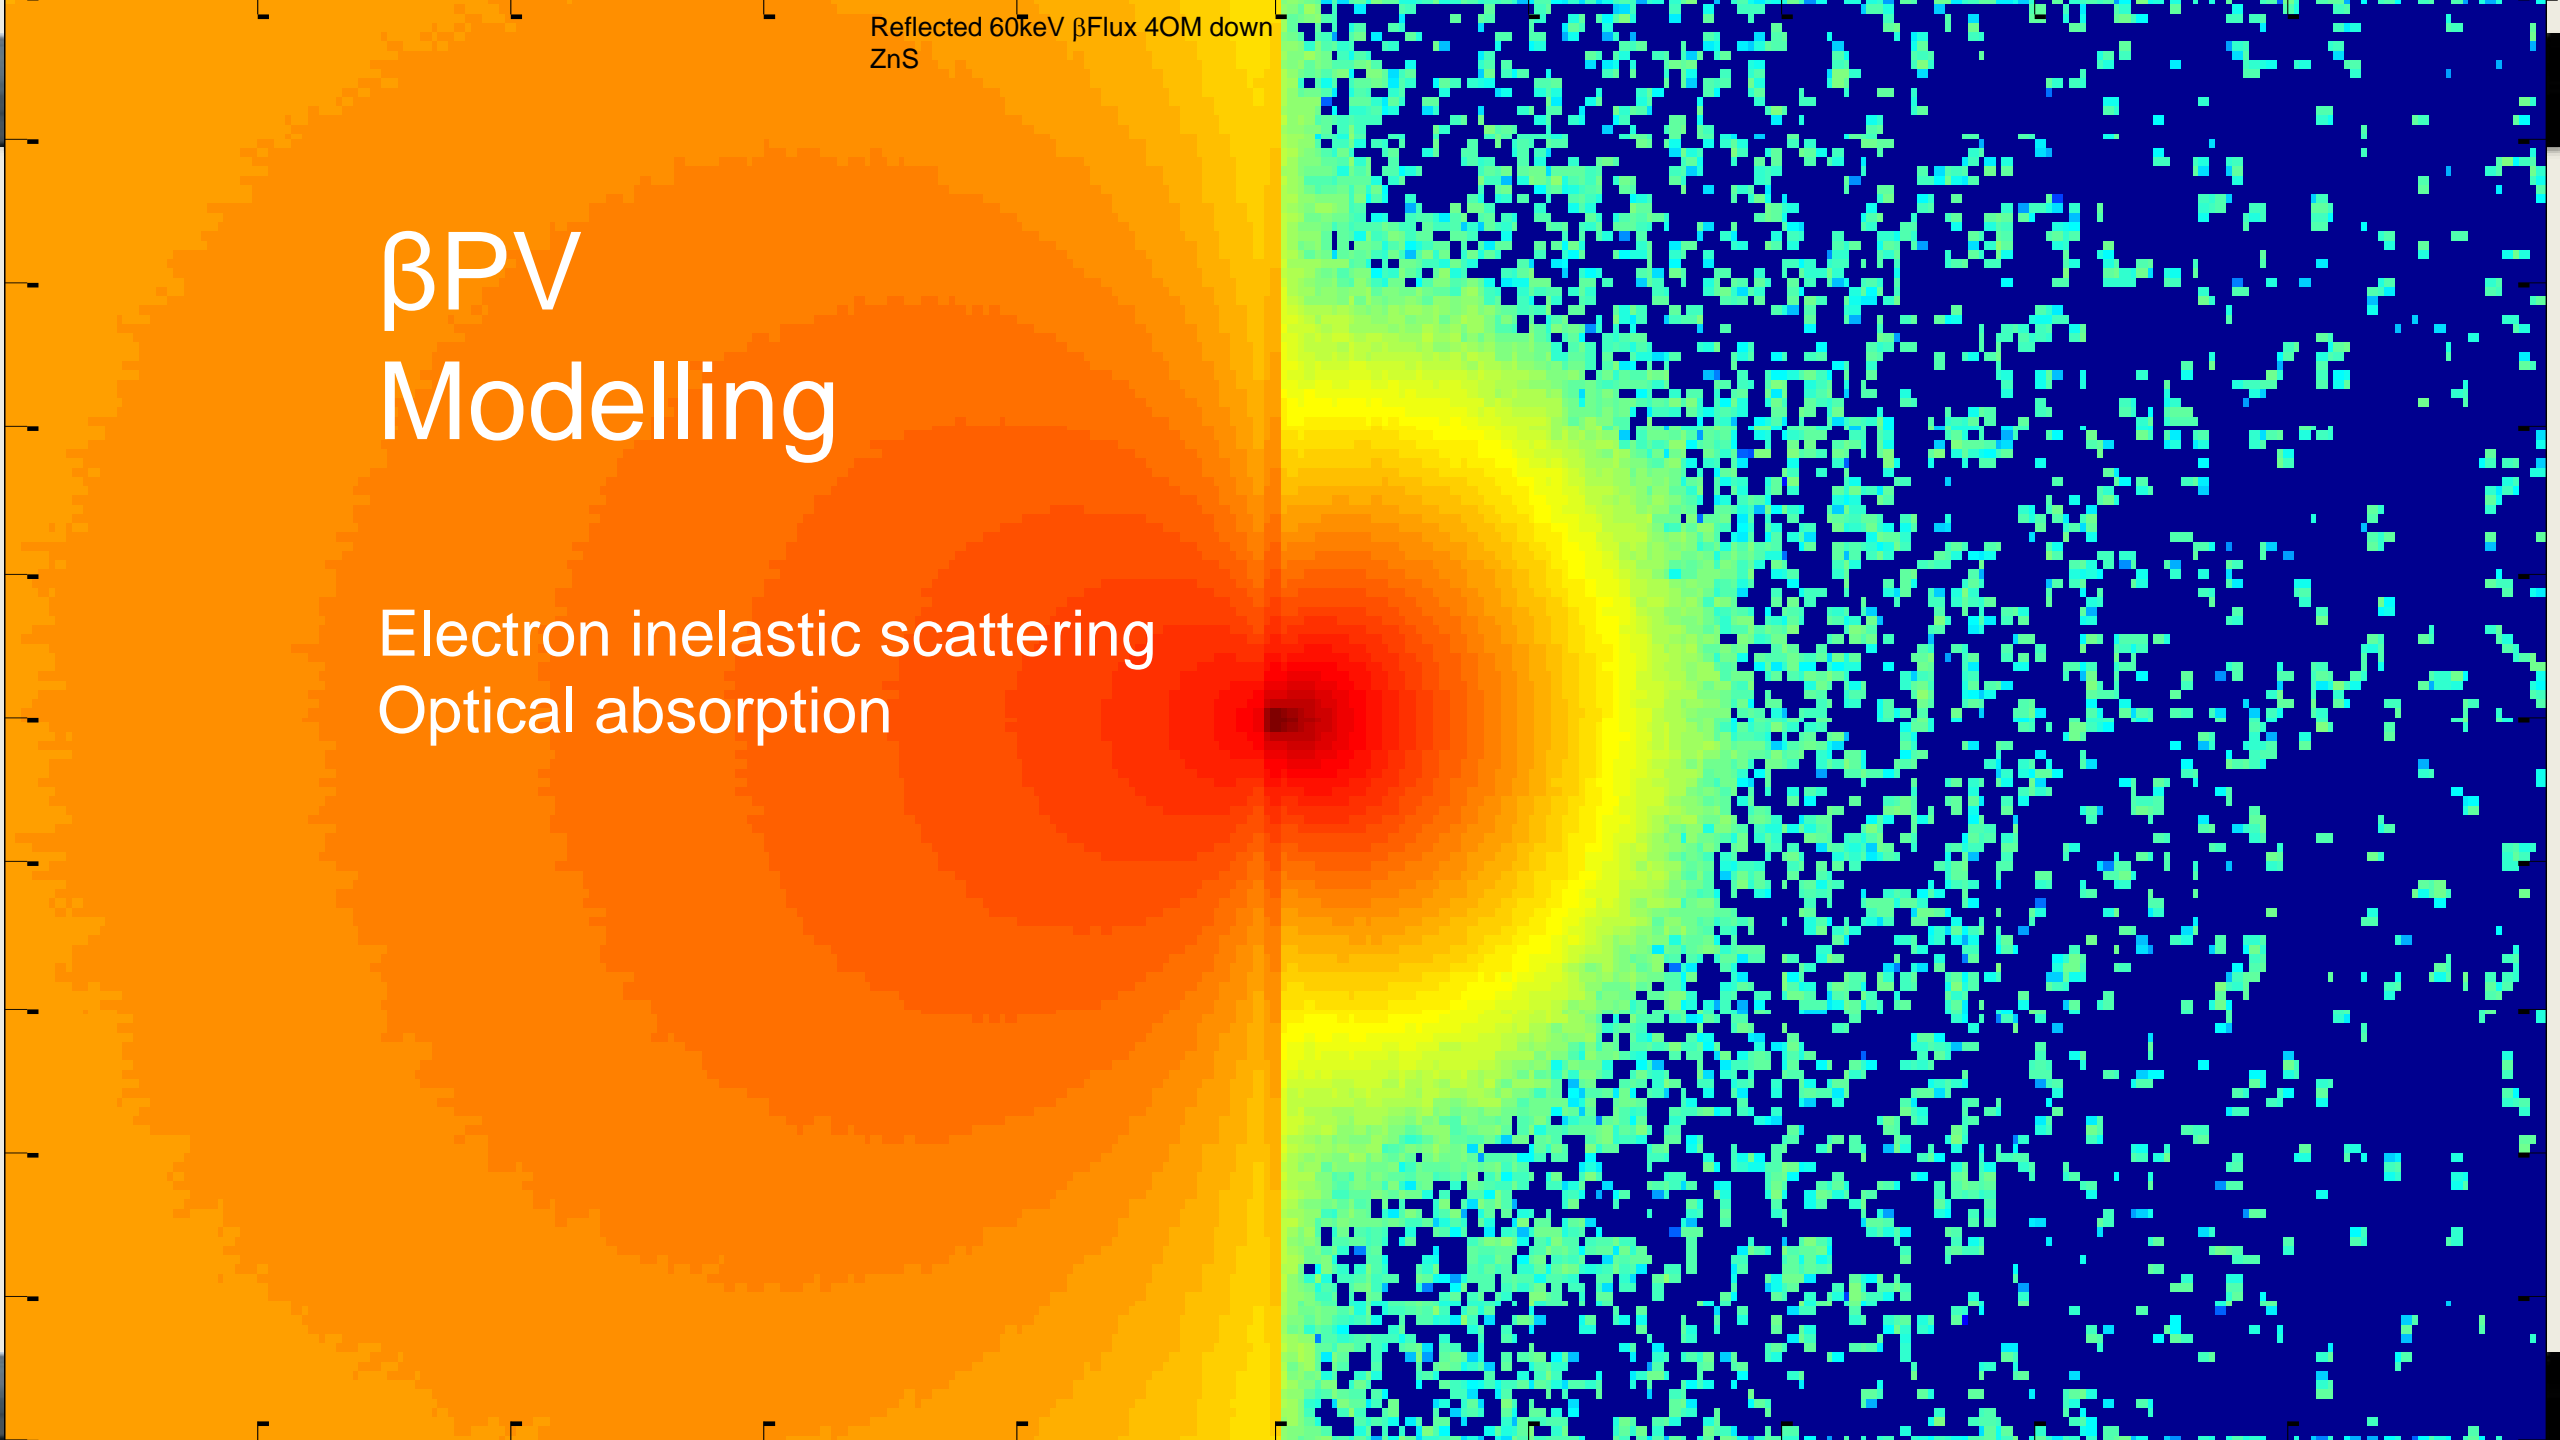 Reflected 60keV βFlux 4OM down
ZnS
βPV
Modelling
Electron inelastic scattering
Optical absorption